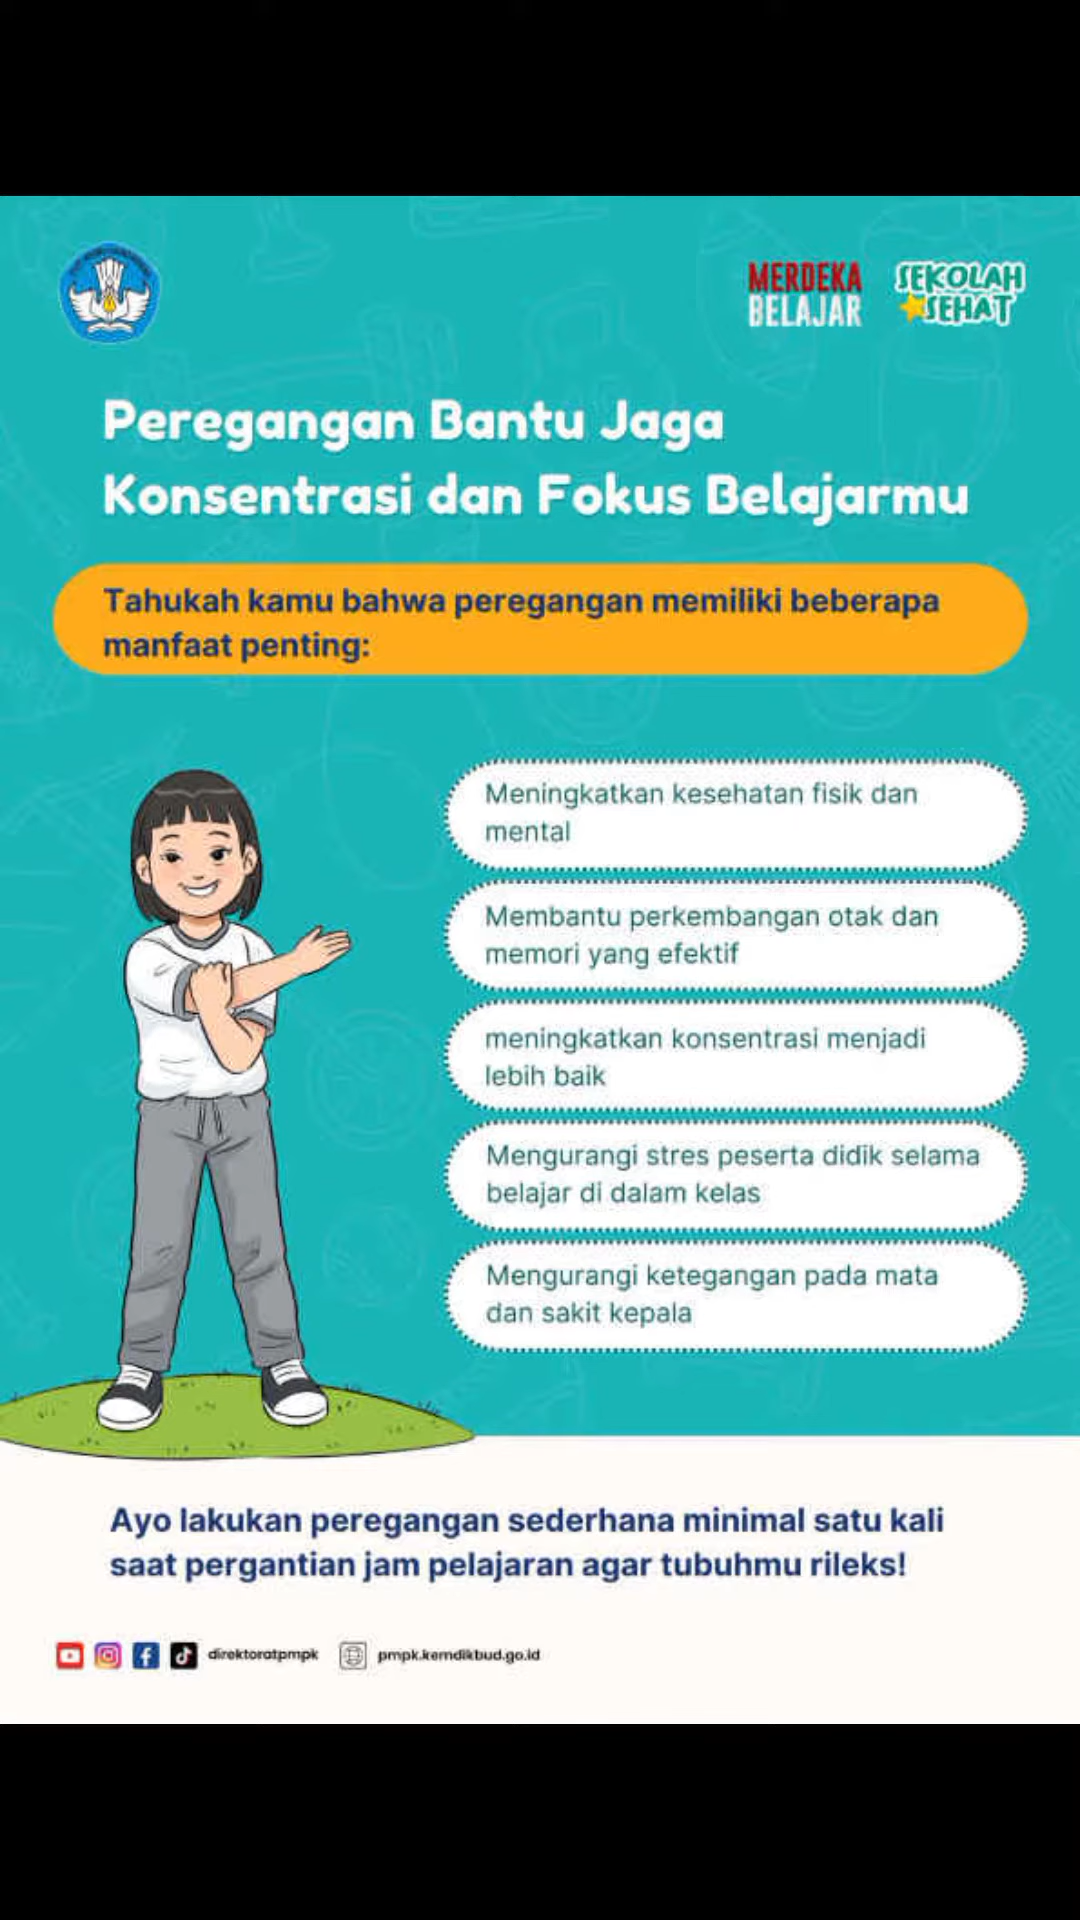 MERDEKA
BELAJAR
SEKOLAH
SEHAT
Peregangan Bantu Jaga
Konsentrasi dan Fokus Belajarmu
Tahukah kamu bahwa peregangan memiliki beberapa
manfaat penting:
Meningkatkan kesehatan fisik dan
mental
Membantu perkembangan otak dan
memori yang efektif
meningkatkan konsentrasi menjadi
lebih baik
Mengurangi stres peserta didik selama
belajar di dalam kelas
Mengurangi ketegangan pada mata
dan sakit kepala
Ayo lakukan peregangan sederhana minimal satu kali
saat pergantian jam pelajaran agar tubuhmu rileks!
direktoratpmpk pmpk.kemdikbud.go.id